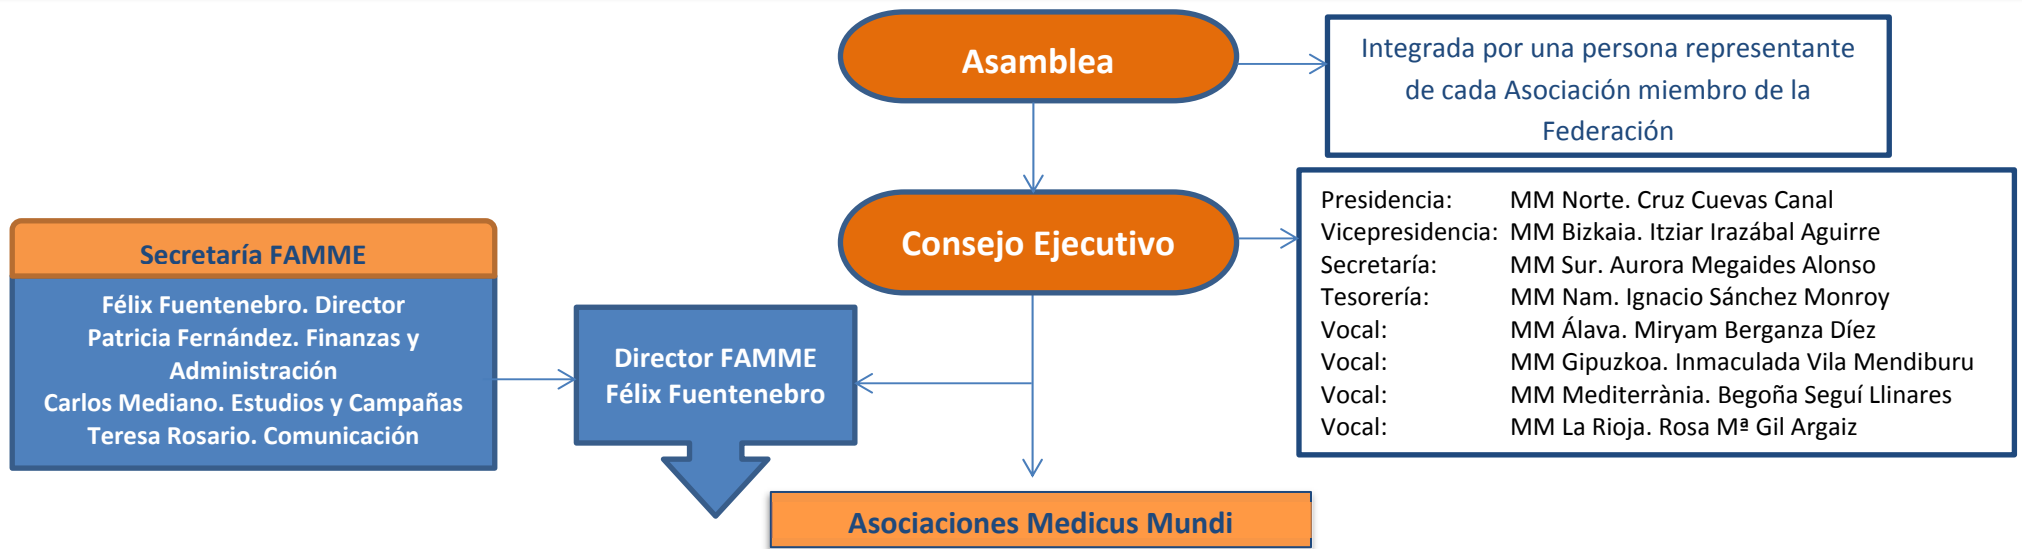 Asamblea
Integrada por una persona representante
de cada Asociación miembro de la
Federación
Consejo Ejecutivo
Presidencia: MM Norte. Cruz Cuevas Canal
Vicepresidencia: MM Bizkaia. Itziar Irazábal Aguirre
Secretaría: MM Sur. Aurora Megaides Alonso
Tesorería: MM Nam. Ignacio Sánchez Monroy
Vocal: MM Álava. Miryam Berganza Díez
Vocal: MM Gipuzkoa. Inmaculada Vila Mendiburu
Vocal: MM Mediterrània. Begoña Seguí Llinares
Vocal: MM La Rioja. Rosa Mª Gil Argaiz
Secretaría FAMME
Félix Fuentenebro. Director
Patricia Fernández. Finanzas y
Administración
Carlos Mediano. Estudios y Campañas
Teresa Rosario. Comunicación
Director FAMME
Félix Fuentenebro
Asociaciones Medicus Mundi